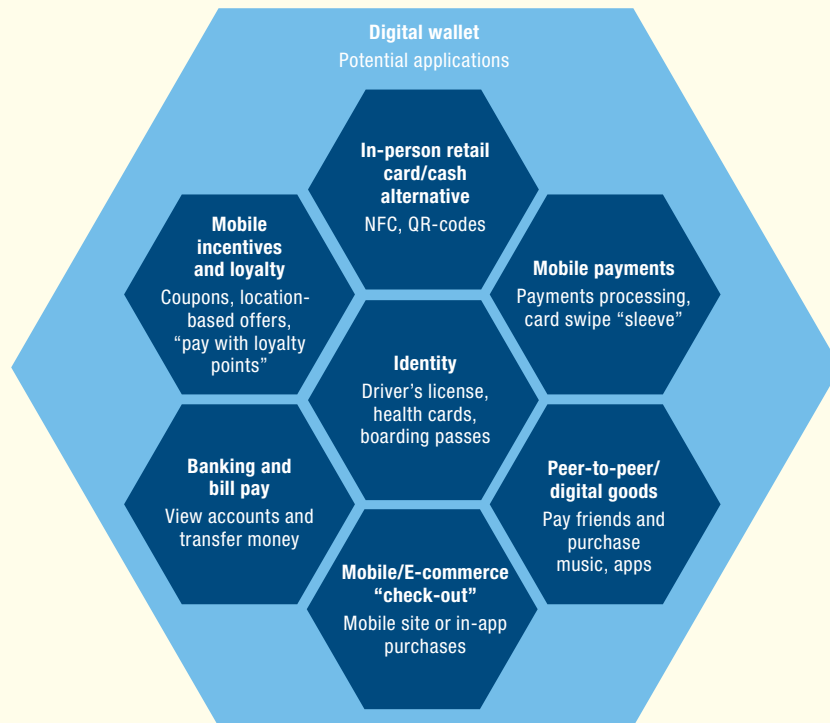 Digital wallet
Potential applications
In-person retail
card/cash
alternative
NFC, QR-codes
Mobile
incentives
and loyalty
Coupons, location-
based offers,
“pay with loyalty
points”
Mobile payments
Payments processing,
card swipe “sleeve”
Identity
Driver’s license,
health cards,
boarding passes
Banking and
bill pay
View accounts and
transfer money
Peer-to-peer/
digital goods
Pay friends and
purchase
music, apps
Mobile/E-commerce
“check-out”
Mobile site or in-app
purchases